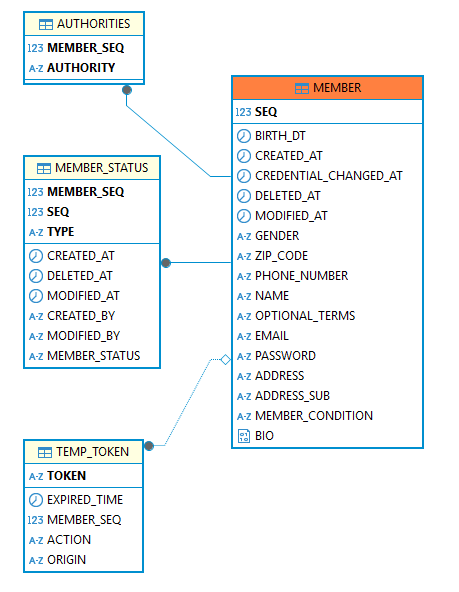 AUTHORITIES
123 MEMBER_SEQ
A-Z AUTHORITY
MEMBER
123 SEQ
BIRTH_DT
CREATED_AT
CREDENTIAL_CHANGED_AT
DELETED_AT
MODIFIED_AT
A-Z GENDER
A-Z ZIP_CODE
A-Z PHONE_NUMBER
A-Z NAME
A-Z OPTIONAL_TERMS
A-Z EMAIL
A-Z PASSWORD
A-Z ADDRESS
A-Z ADDRESS_SUB
A-Z MEMBER_CONDITION
BIO
MEMBER_STATUS
123 MEMBER_SEQ
123 SEQ
A-Z TYPE
CREATED_AT
DELETED_AT
MODIFIED_AT
A-Z CREATED_BY
A-Z MODIFIED_BY
A-Z MEMBER_STATUS
TEMP_TOKEN
A-Z TOKEN
EXPIRED_TIME
123 MEMBER_SEQ
A-Z ACTION
A-Z ORIGIN